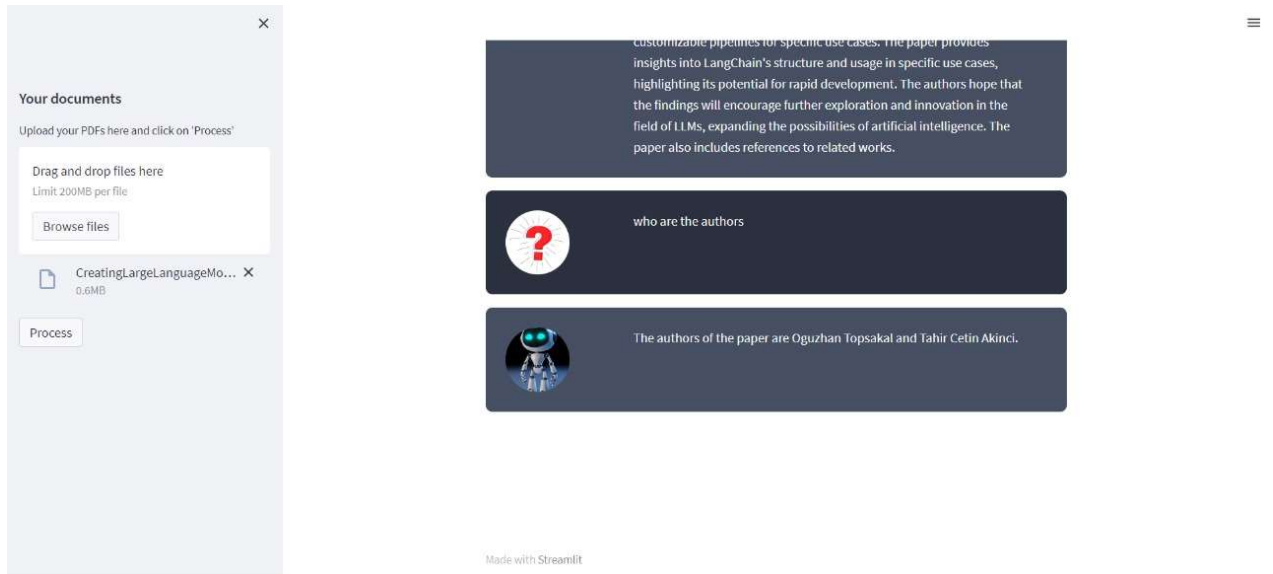 Your documents
Upload your PDFs here and click on 'Process'
Drag and drop files here
Limit 200MB per file
Browse files
CreatingLargeLanguageMo...
0.6MB
Process
customizable pipelines for specific use cases. The paper provides
insights into LangChain's structure and usage in specific use cases,
highlighting its potential for rapid development. The authors hope that
the findings will encourage further exploration and innovation in the
field of LLMs, expanding the possibilities of artificial intelligence. The
paper also includes references to related works.
who are the authors
The authors of the paper are Oguzhan Topsakal and Tahir Cetin Akinci.
Made with Streamlit